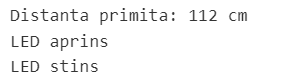 Distanta primita: 112 cm
LED aprins
LED stins